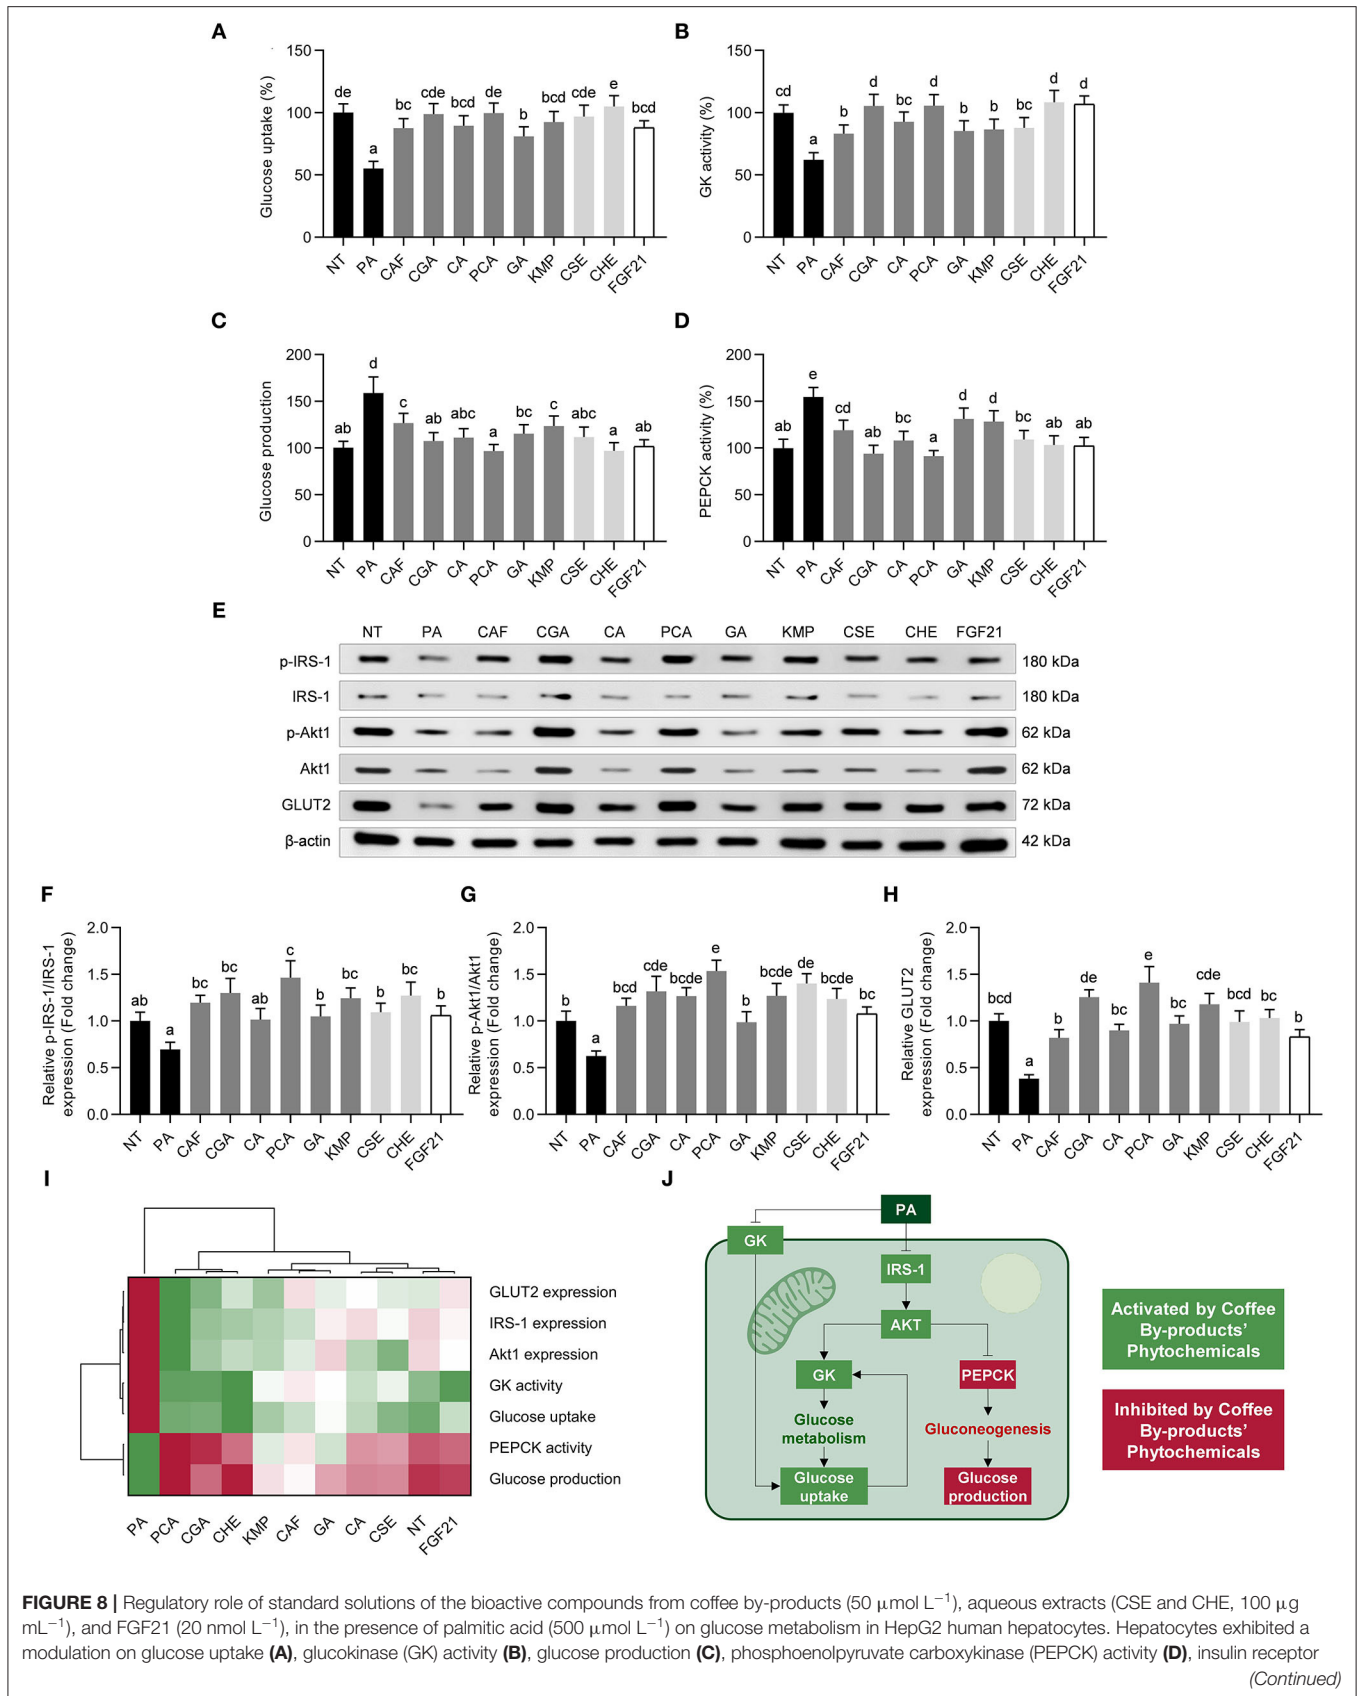 A
Glucose uptake (%)
150
100
50
0
de
a
bc
cde
bcd
de
b
bcd
cde
e
bcd
NT
PA
CAF
CGA
CA
PCA
GA
KMP
CSE
CHE
FGF21
B
GK activity (%)
150
100
50
0
cd
a
b
d
bc
d
b
b
bc
d
d
NT
PA
CAF
CGA
CA
PCA
GA
KMP
CSE
CHE
FGF21
C
Glucose production
200
150
100
50
0
ab
d
c
ab
abc
a
bc
c
abc
a
ab
NT
PA
CAF
CGA
CA
PCA
GA
KMP
CSE
CHE
FGF21
D
PEPCK activity (%)
200
150
100
50
0
ab
e
cd
ab
bc
a
d
d
bc
ab
ab
NT
PA
CAF
CGA
CA
PCA
GA
KMP
CSE
CHE
FGF21
E
NT PA CAF CGA CA PCA GA KMP CSE CHE FGF21
p-IRS-1 180 kDa
IRS-1 180 kDa
p-Akt1 62 kDa
Akt1 62 kDa
GLUT2 72 kDa
β-actin 42 kDa
F
Relative p-IRS-1/IRS-1
expression (Fold change)
2.0
1.5
1.0
0.5
0.0
ab
a
bc
bc
ab
c
b
bc
b
bc
b
NT
PA
CAF
CGA
CA
PCA
GA
KMP
CSE
CHE
FGF21
G
Relative p-Akt1/Akt1
expression (Fold change)
2.0
1.5
1.0
0.5
0.0
b
a
bcd
cde
bcde
e
b
bcde
de
bcde
bc
NT
PA
CAF
CGA
CA
PCA
GA
KMP
CSE
CHE
FGF21
H
Relative GLUT2
expression (Fold change)
2.0
1.5
1.0
0.5
0.0
bcd
a
b
de
bc
e
bc
cde
bcd
bc
b
NT
PA
CAF
CGA
CA
PCA
GA
KMP
CSE
CHE
FGF21
I
GLUT2 expression
IRS-1 expression
Akt1 expression
GK activity
Glucose uptake
PEPCK activity
Glucose production
PA
PCA
CGA
CHE
KMP
CAF
GA
CA
CSE
NT
FGF21
J
PA
GK
IRS-1
AKT
GK
PEPCK
Glucose
metabolism
Gluconeogenesis
Glucose
uptake
Glucose
production
Activated by Coffee
By-products'
Phytochemicals
Inhibited by Coffee
By-products'
Phytochemicals
FIGURE 8 | Regulatory role of standard solutions of the bioactive compounds from coffee by-products (50 μmol L−1), aqueous extracts (CSE and CHE, 100 μg
mL−1), and FGF21 (20 nmol L−1), in the presence of palmitic acid (500 μmol L−1) on glucose metabolism in HepG2 human hepatocytes. Hepatocytes exhibited a
modulation on glucose uptake (A), glucokinase (GK) activity (B), glucose production (C), phosphoenolpyruvate carboxykinase (PEPCK) activity (D), insulin receptor
(Continued)